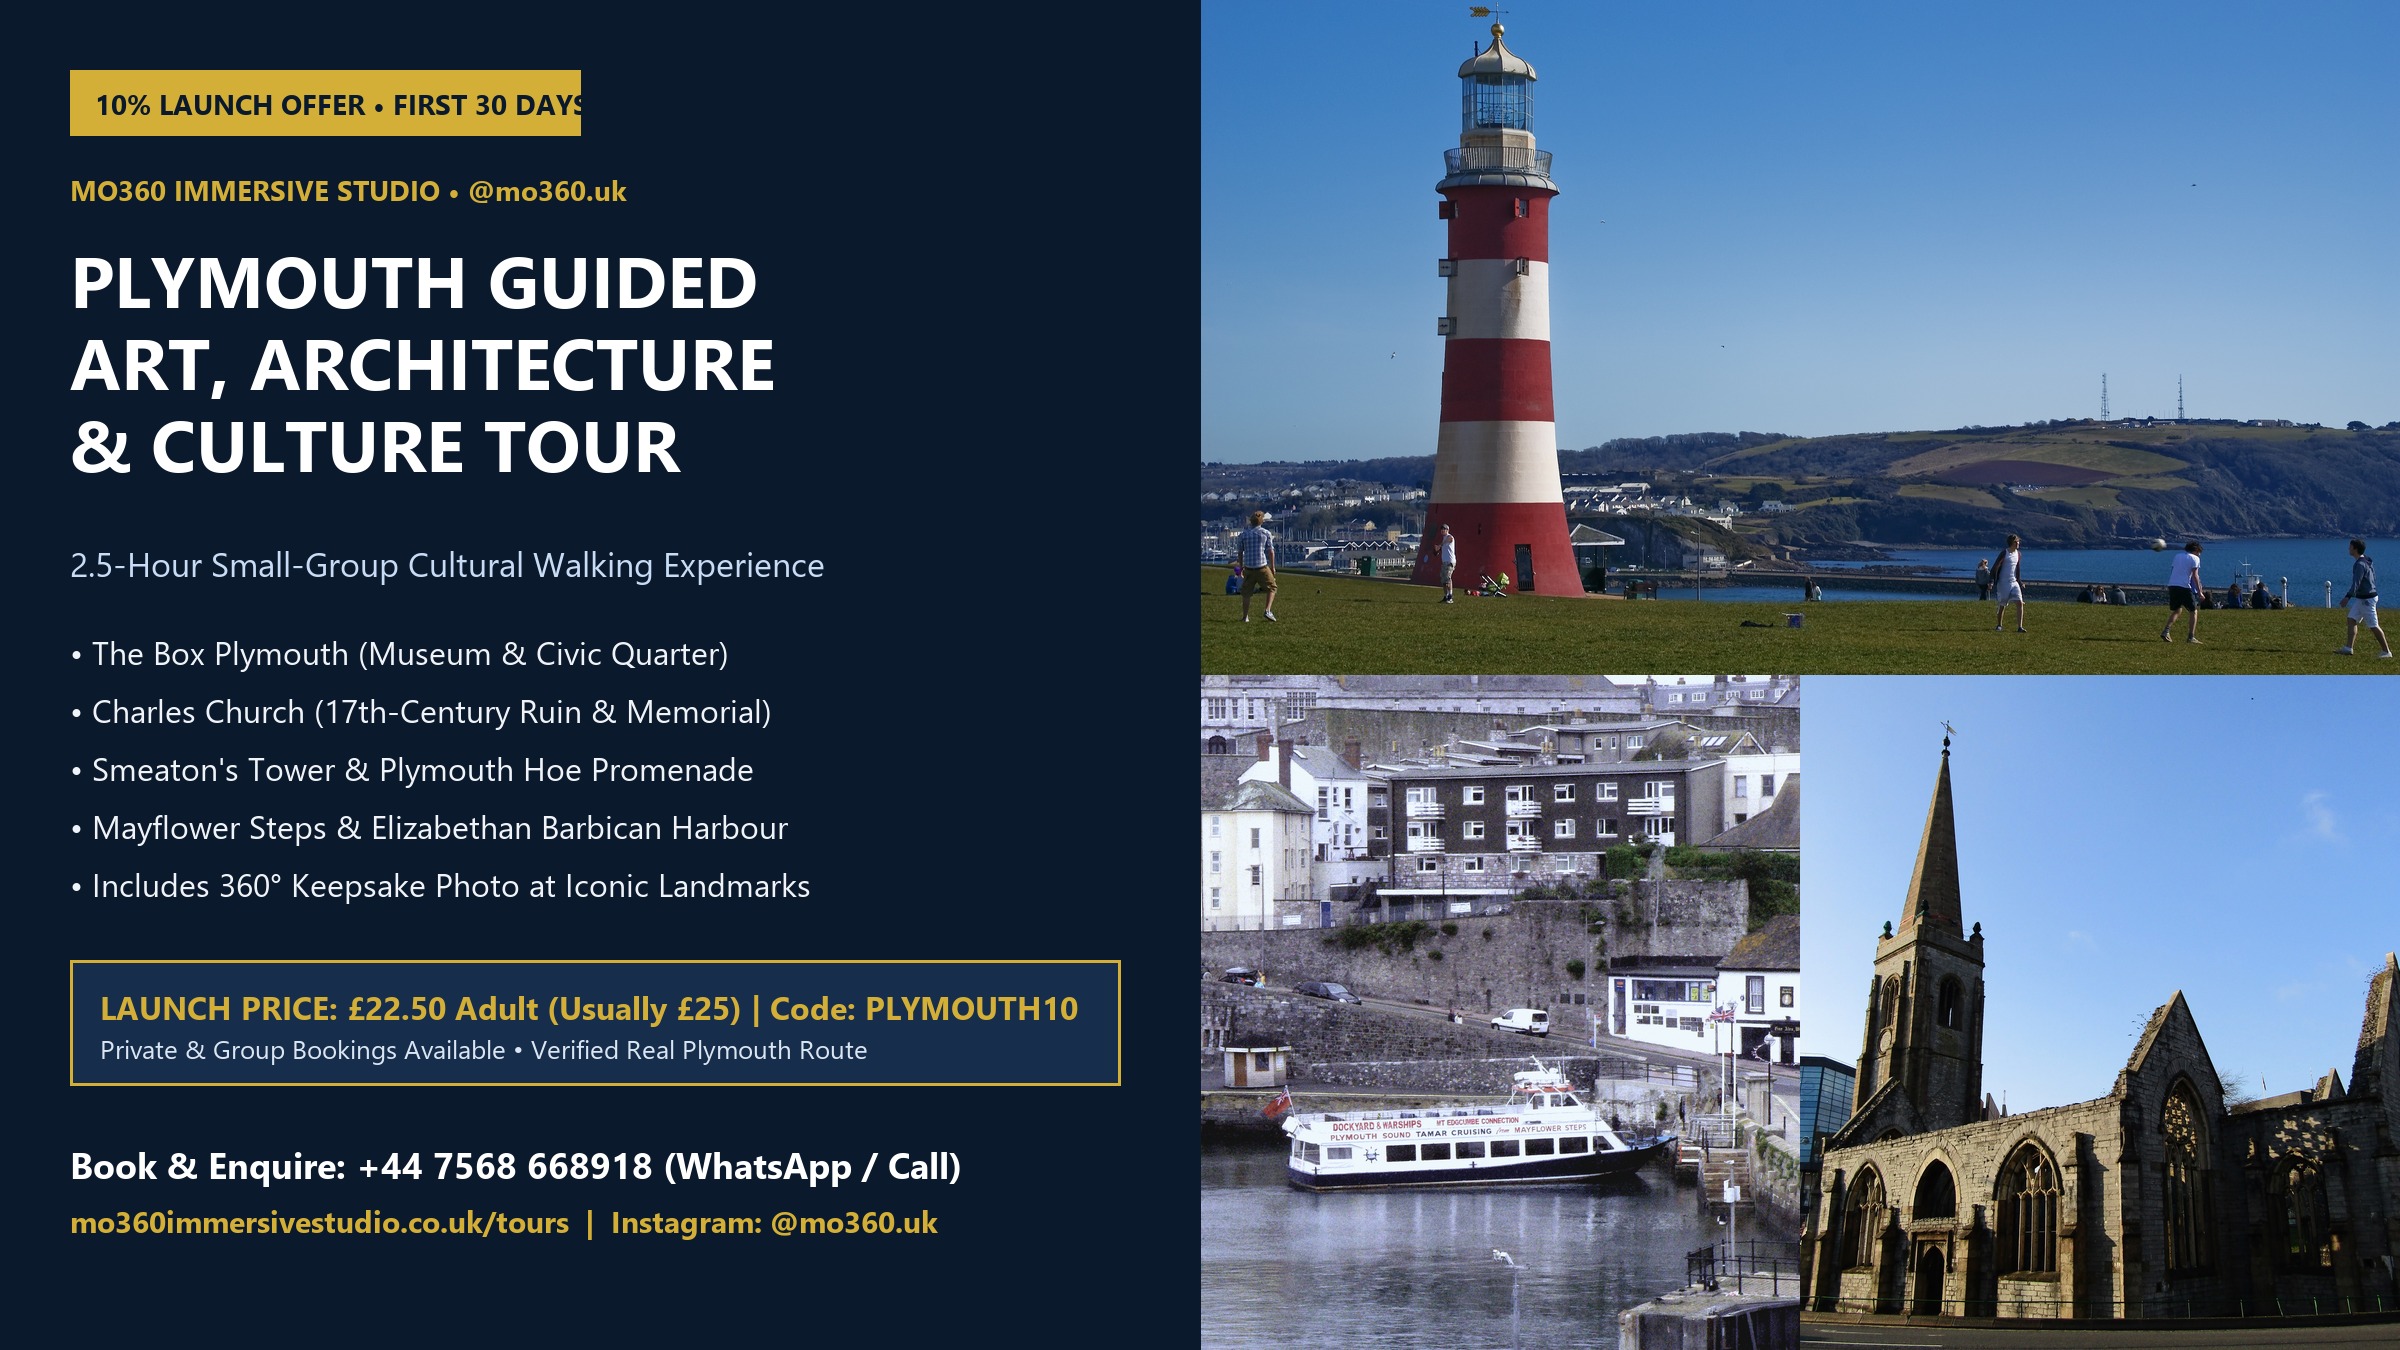 10% LAUNCH OFFER • FIRST 30 DAYS
MO360 IMMERSIVE STUDIO • @mo360.uk
PLYMOUTH GUIDED
ART, ARCHITECTURE
& CULTURE TOUR
2.5-Hour Small-Group Cultural Walking Experience
• The Box Plymouth (Museum & Civic Quarter)
• Charles Church (17th-Century Ruin & Memorial)
• Smeaton's Tower & Plymouth Hoe Promenade
• Mayflower Steps & Elizabethan Barbican Harbour
• Includes 360° Keepsake Photo at Iconic Landmarks
LAUNCH PRICE: £22.50 Adult (Usually £25) | Code: PLYMOUTH10
Private & Group Bookings Available • Verified Real Plymouth Route
Book & Enquire: +44 7568 668918 (WhatsApp / Call)
mo360immersivestudio.co.uk/tours | Instagram: @mo360.uk
DOCKYARD & WARSHIPS MT EDGCUMBE CONNECTION
PLYMOUTH SOUND TAMAR CRUISING from MAYFLOWER STEPS